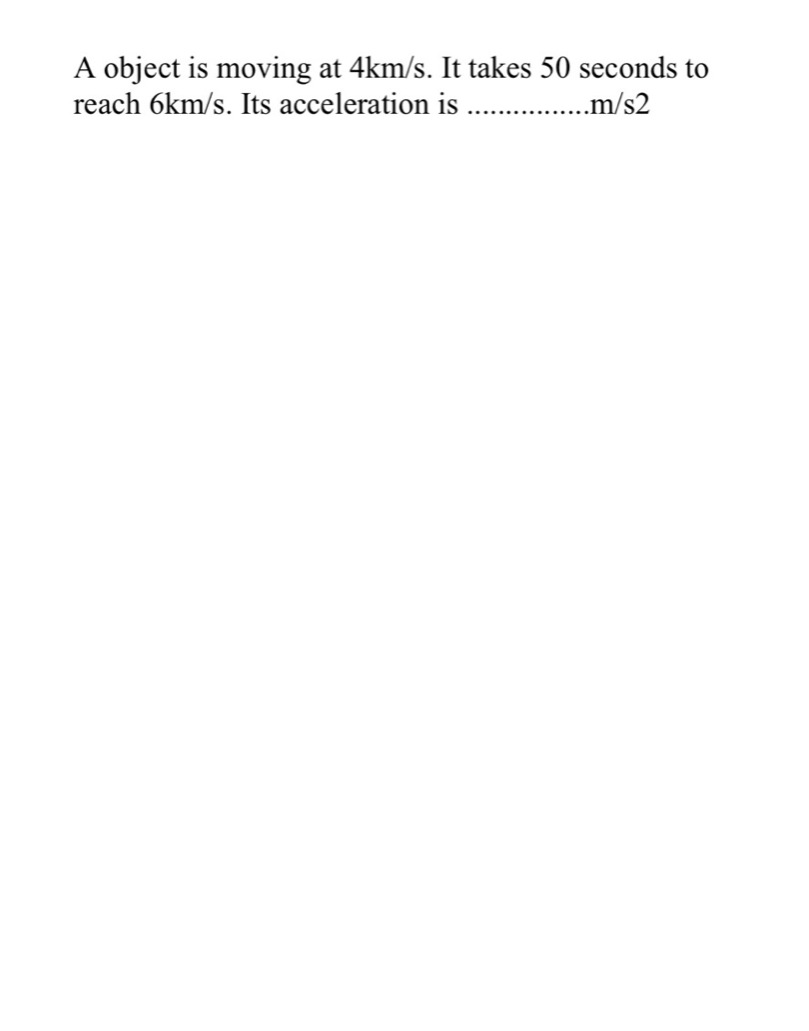 A object is moving at 4km/s. It takes 50 seconds to
reach 6km/s. Its acceleration is ................m/s2